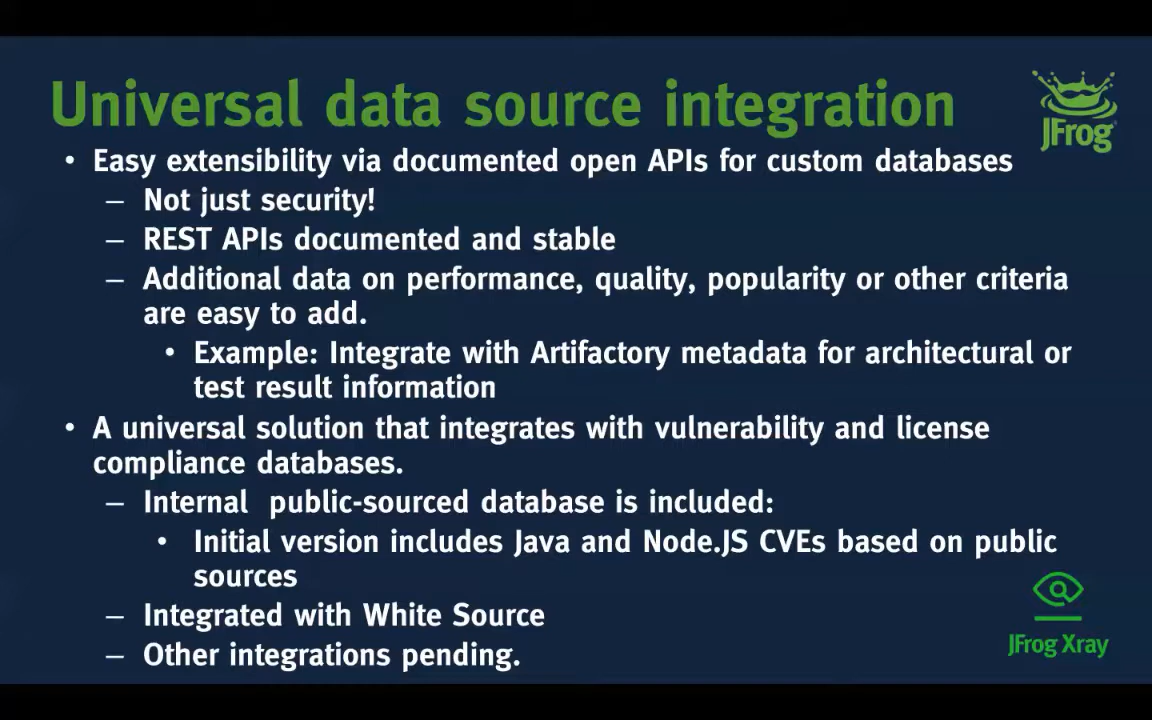 Universal data source integration
JFrog
• Easy extensibility via documented open APIs for custom databases
– Not just security!
– REST APIs documented and stable
– Additional data on performance, quality, popularity or other criteria
are easy to add.
• Example: Integrate with Artifactory metadata for architectural or
test result information
• A universal solution that integrates with vulnerability and license
compliance databases.
– Internal  public-sourced database is included:
• Initial version includes Java and Node.JS CVEs based on public
sources
– Integrated with White Source
– Other integrations pending.
JFrog Xray